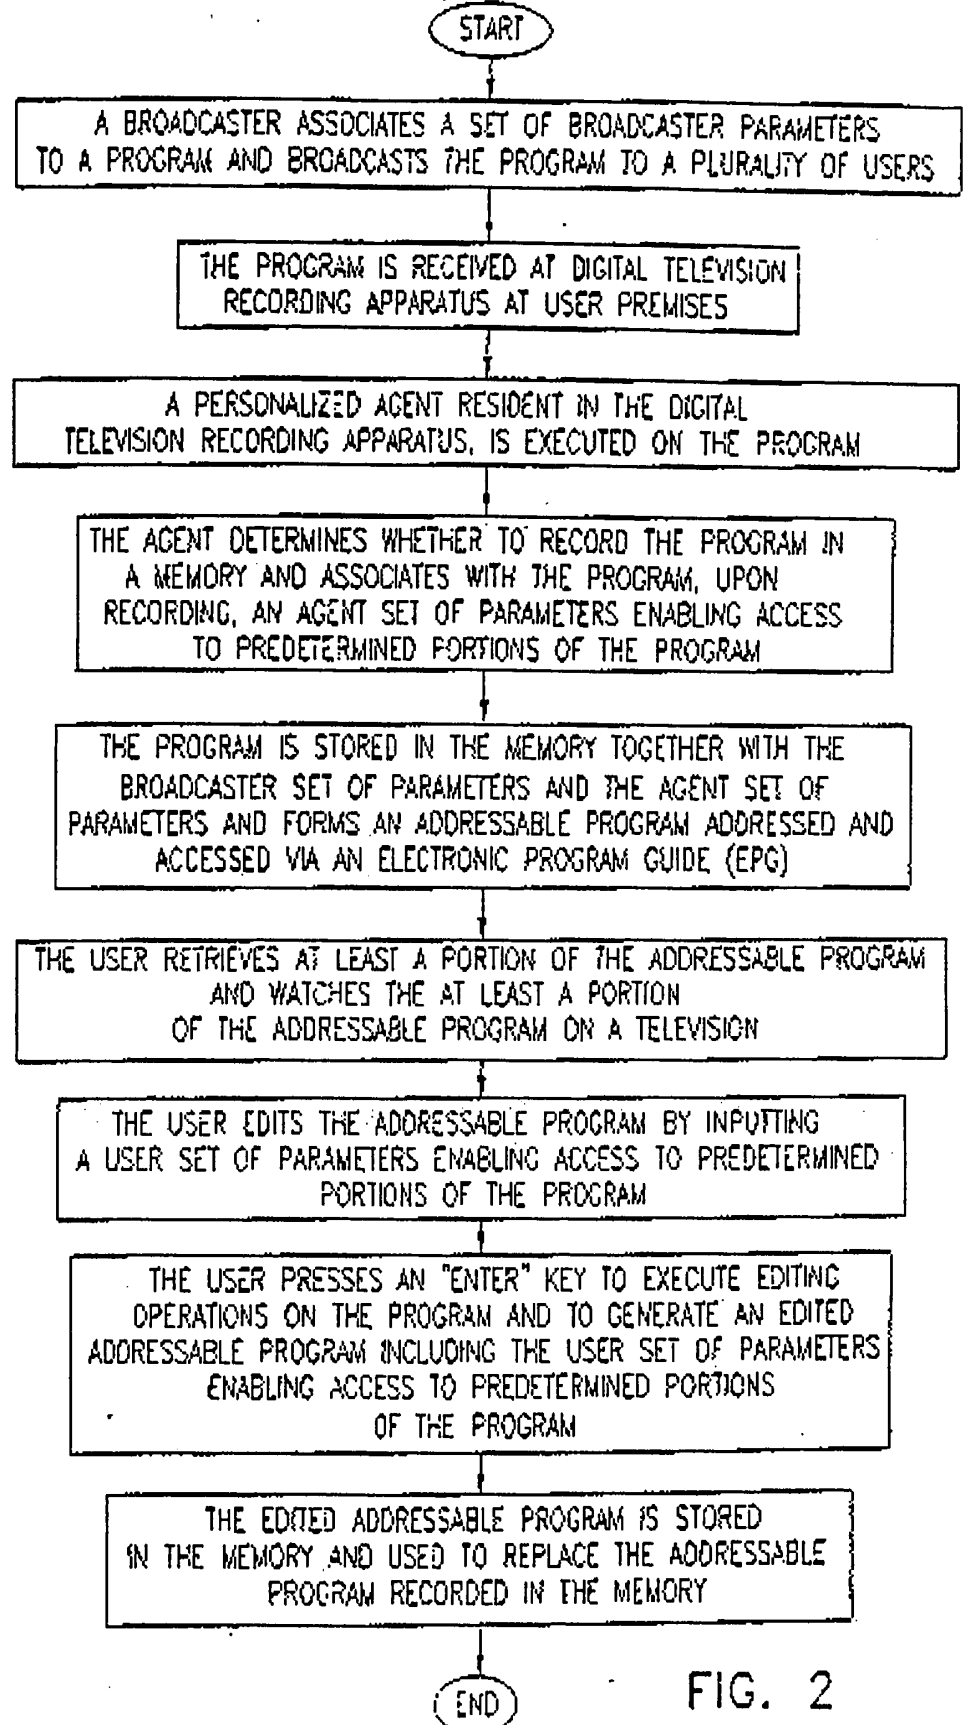 START
A BROADCASTER ASSOCIATES A SET OF BROADCASTER PARAMETERS
TO A PROGRAM AND BROADCASTS THE PROGRAM TO A PLURALITY OF USERS
THE PROGRAM IS RECEIVED AT DIGITAL TELEVISION
RECORDING APPARATUS AT USER PREMISES
A PERSONALIZED AGENT RESIDENT IN THE DIGITAL
TELEVISION RECORDING APPARATUS, IS EXECUTED ON THE PROGRAM
THE AGENT DETERMINES WHETHER TO RECORD THE PROGRAM IN
A MEMORY AND ASSOCIATES WITH THE PROGRAM, UPON
RECORDING, AN AGENT SET OF PARAMETERS ENABLING ACCESS
TO PREDETERMINED PORTIONS OF THE PROGRAM
THE PROGRAM IS STORED IN THE MEMORY TOGETHER WITH THE
BROADCASTER SET OF PARAMETERS AND THE AGENT SET OF
PARAMETERS AND FORMS AN ADDRESSABLE PROGRAM ADDRESSED AND
ACCESSED VIA AN ELECTRONIC PROGRAM GUIDE (EPG)
THE USER RETRIEVES AT LEAST A PORTION OF THE ADDRESSABLE PROGRAM
AND WATCHES THE AT LEAST A PORTION
OF THE ADDRESSABLE PROGRAM ON A TELEVISION
THE USER EDITS THE ADDRESSABLE PROGRAM BY INPUTTING
A USER SET OF PARAMETERS ENABLING ACCESS TO PREDETERMINED
PORTIONS OF THE PROGRAM
THE USER PRESSES AN "ENTER" KEY TO EXECUTE EDITING
OPERATIONS ON THE PROGRAM AND TO GENERATE AN EDITED
ADDRESSABLE PROGRAM INCLUDING THE USER SET OF PARAMETERS
ENABLING ACCESS TO PREDETERMINED PORTIONS
OF THE PROGRAM
THE EDITED ADDRESSABLE PROGRAM IS STORED
IN THE MEMORY AND USED TO REPLACE THE ADDRESSABLE
PROGRAM RECORDED IN THE MEMORY
END
FIG. 2